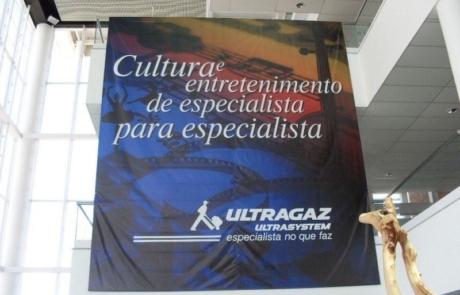 Cultura e
entretenimento
de especialista
para especialista
ULTRAGAZ
ULTRASYSTEM
especialista no que faz